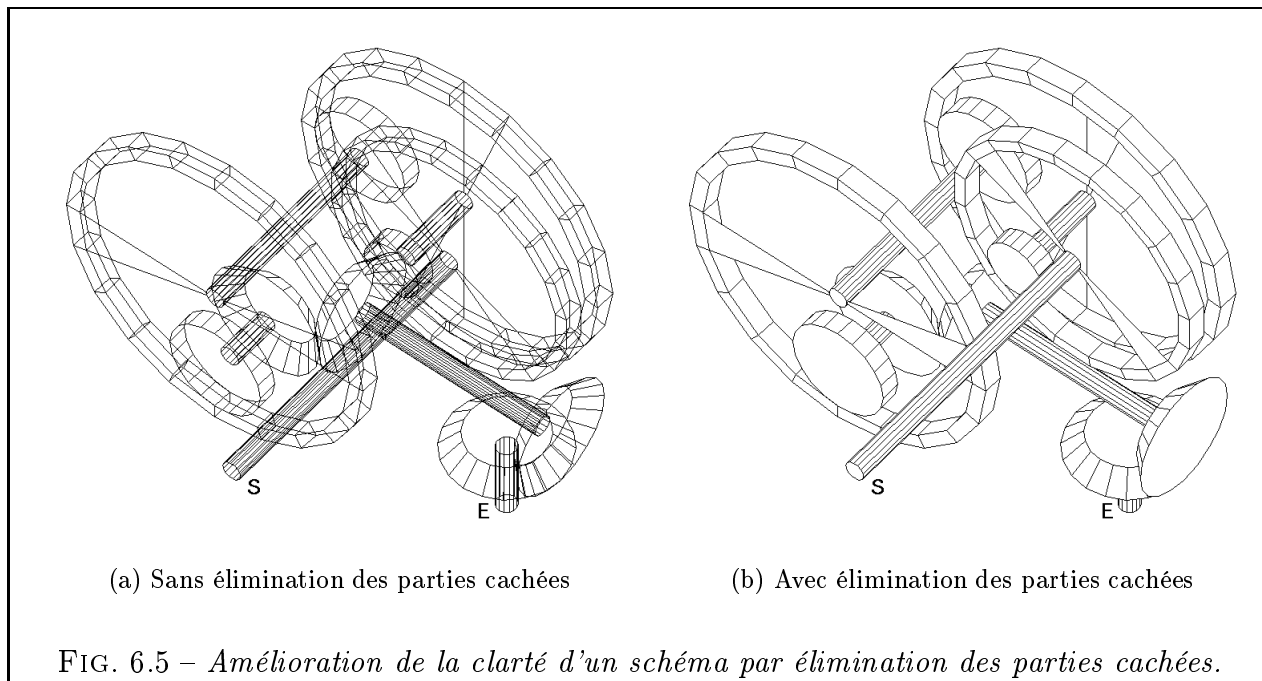 S
E
S
E
(a) Sans élimination des parties cachées
(b) Avec élimination des parties cachées
FIG. 6.5 – Amélioration de la clarté d'un schéma par élimination des parties cachées.